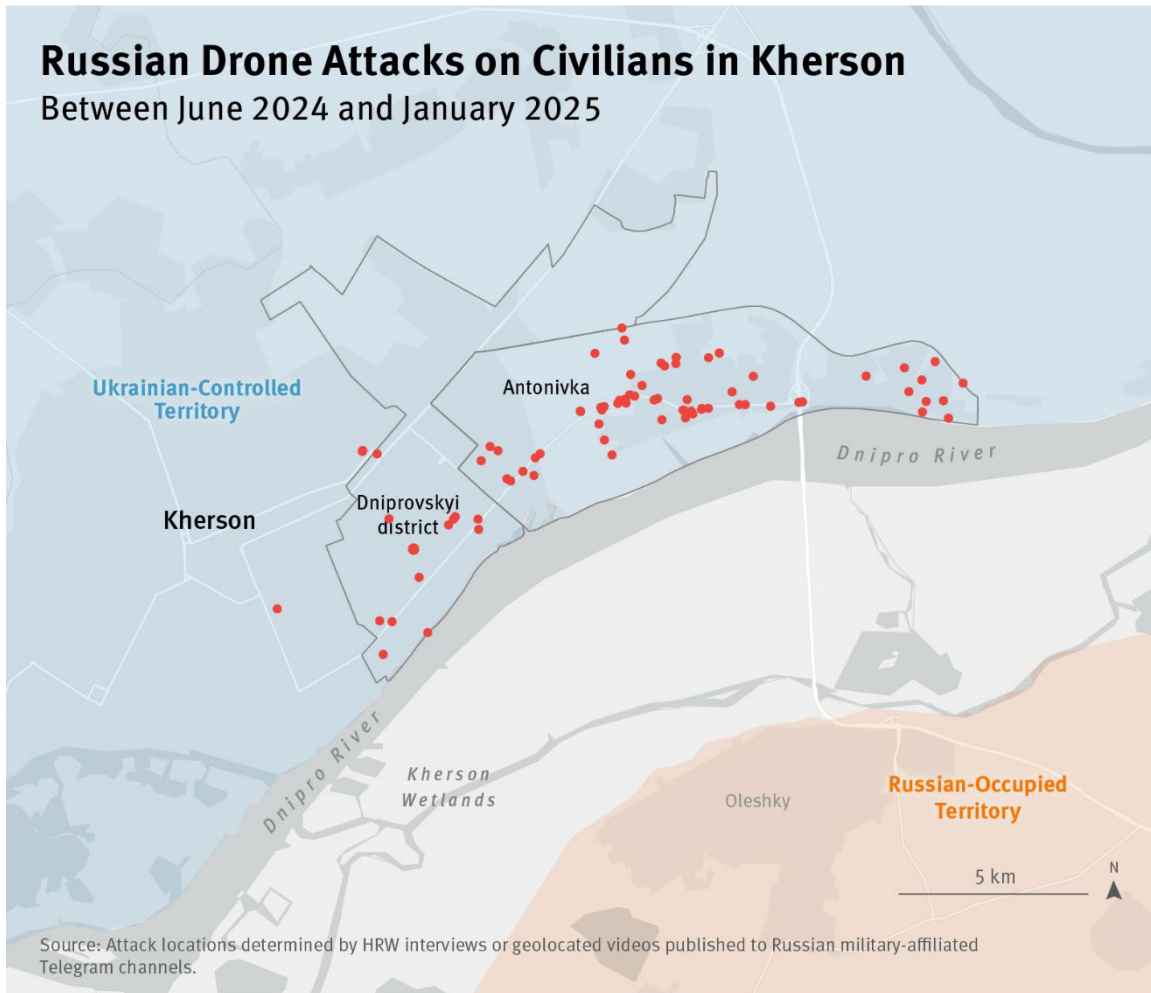 Russian Drone Attacks on Civilians in Kherson
Between June 2024 and January 2025
Ukrainian-Controlled
Territory
Antonivka
Dnipro River
Dniprovskyi
district
Kherson
Dnipro River
Kherson
Wetlands
Oleshky
Russian-Occupied
Territory
5 km
N
Source: Attack locations determined by HRW interviews or geolocated videos published to Russian military-affiliated
Telegram channels.